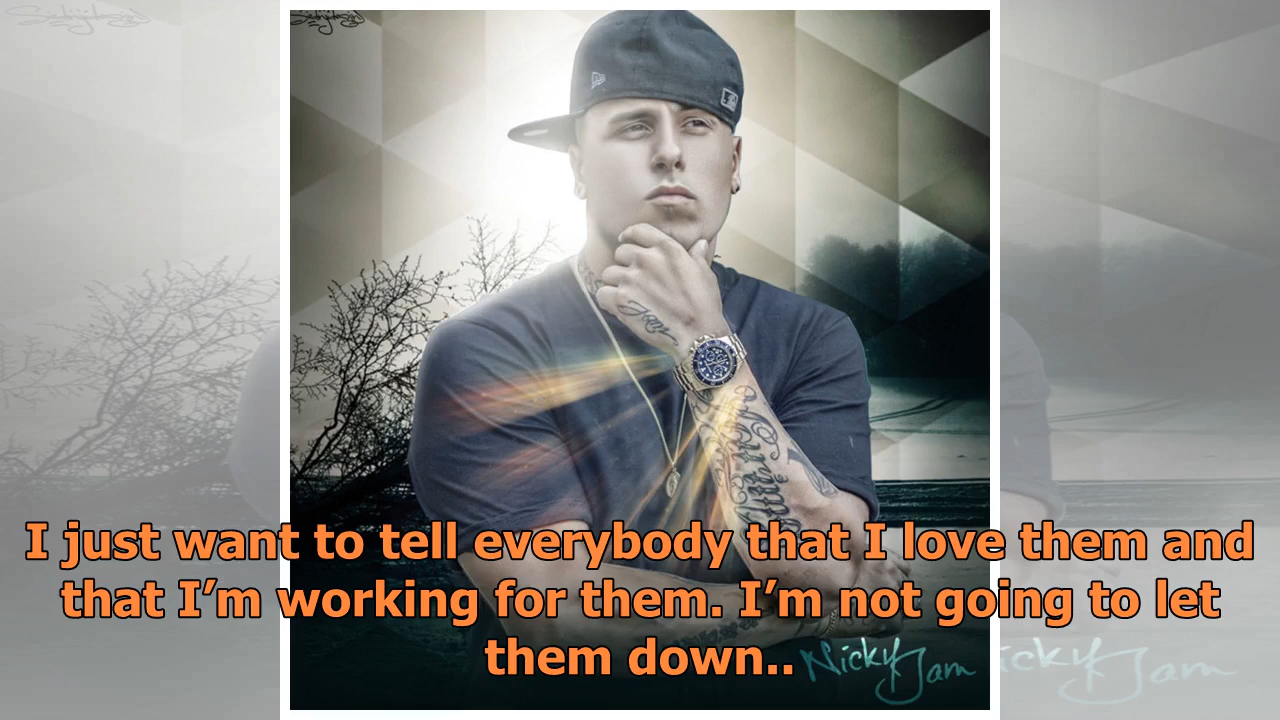 I just want to tell everybody that I love them and
that I’m working for them. I’m not going to let
them down..
Nicky Jam